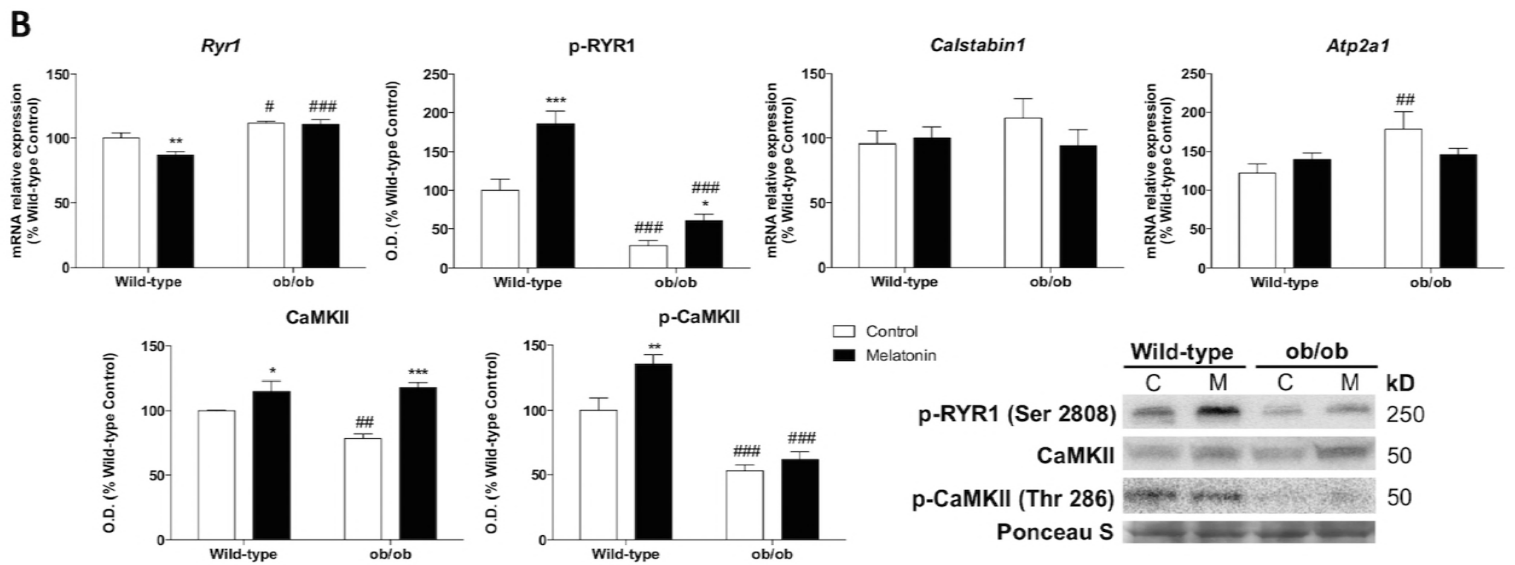 B
Ryr1
mRNA relative expression
(% Wild-type Control)
150
100
50
0
**
#
###
Wild-type
ob/ob
p-RYR1
O.D. (% Wild-type Control)
250
200
150
100
50
0
***
###
###
*
Wild-type
ob/ob
Calstabin1
mRNA relative expression
(% Wild-type Control)
150
100
50
0
Wild-type
ob/ob
Atp2a1
mRNA relative expression
(% Wild-type Control)
250
200
150
100
50
0
##
Wild-type
ob/ob
CaMKII
O.D. (% Wild-type Control)
150
100
50
0
*
##
***
Wild-type
ob/ob
p-CaMKII
O.D. (% Wild-type Control)
150
100
50
0
**
###
###
Wild-type
ob/ob
Control
Melatonin
Wild-type ob/ob
C M C M kD
p-RYR1 (Ser 2808) 250
CaMKII 50
p-CaMKII (Thr 286) 50
Ponceau S